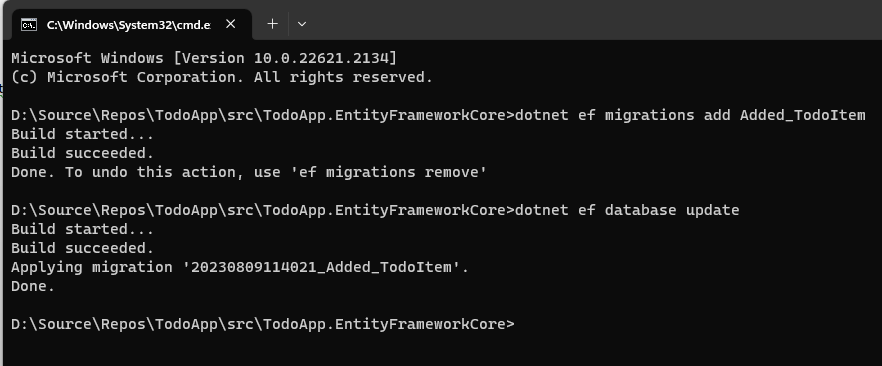 C:\Windows\System32\cmd.e
Microsoft Windows [Version 10.0.22621.2134]
(c) Microsoft Corporation. All rights reserved.
D:\Source\Repos\TodoApp\src\TodoApp.EntityFrameworkCore>dotnet ef migrations add Added_TodoItem
Build started...
Build succeeded.
Done. To undo this action, use 'ef migrations remove'
D:\Source\Repos\TodoApp\src\TodoApp.EntityFrameworkCore>dotnet ef database update
Build started...
Build succeeded.
Applying migration '20230809114021_Added_TodoItem'.
Done.
D:\Source\Repos\TodoApp\src\TodoApp.EntityFrameworkCore>